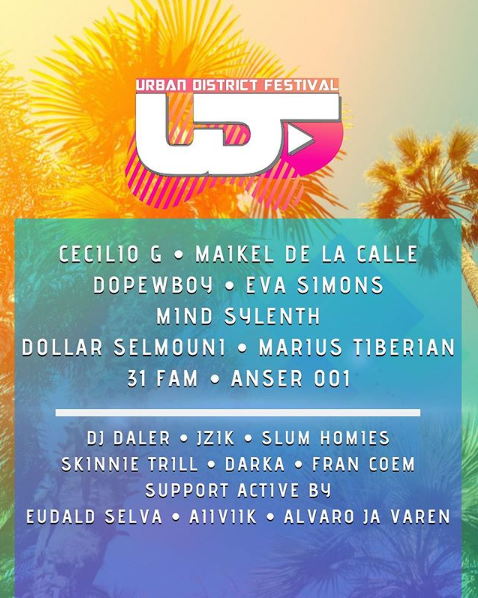 URBAN DISTRICT FESTIVAL
CECILIO G • MAIKEL DE LA CALLE
DOPEWBOY • EVA SIMONS
MIND SYLENTH
DOLLAR SELMOUNI • MARIUS TIBERIAN
31 FAM • ANSER 001
DJ DALER • JZIK • SLUM HOMIES
SKINNIE TRILL • DARKA • FRAN COEM
SUPPORT ACTIVE BY
EUDALD SELVA • A11V11K • ALVARO JA VAREN